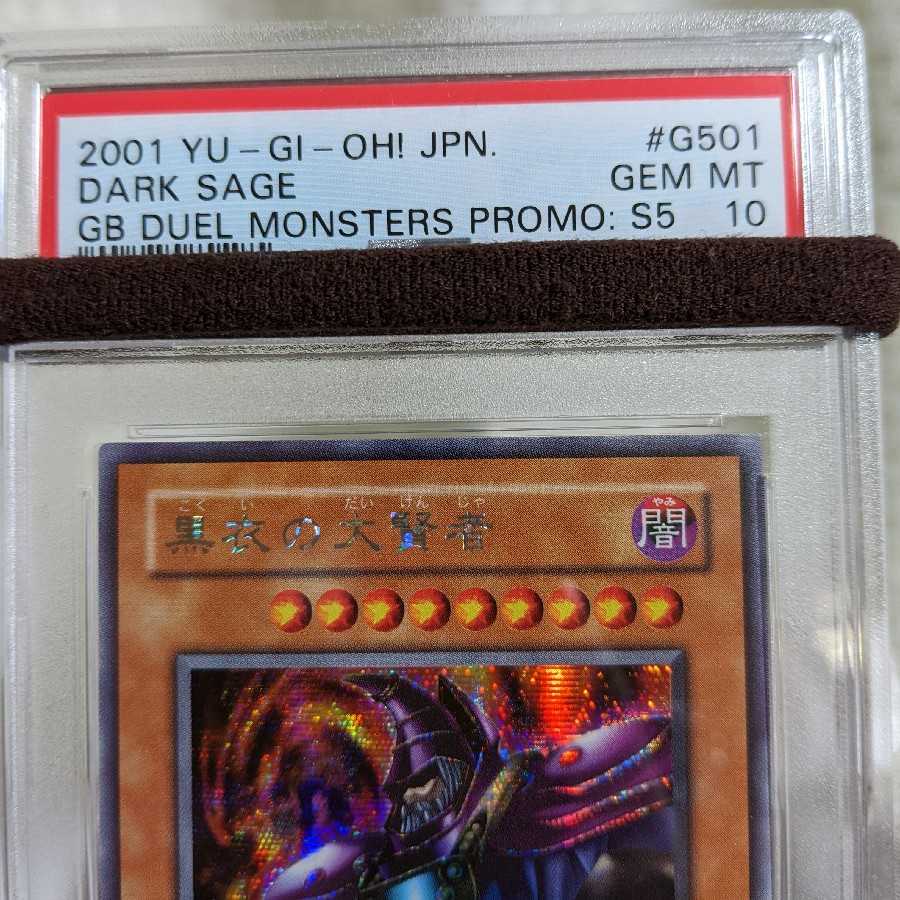 2001 YU-GI-OH! JPN. #G501
DARK SAGE GEM MT
GB DUEL MONSTERS PROMO: S5 10
こく い だい けん じゃ
黒衣の大賢者
やみ
闇